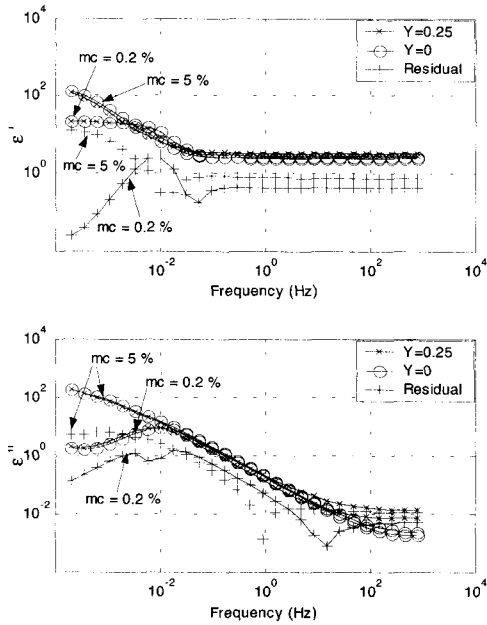 10^4
Y=0.25
Y=0
Residual
mc = 0.2 %
mc = 5 %
10^2
ε'
mc = 5 %
10^0
mc = 0.2 %
10^-2
10^0
10^2
10^4
Frequency (Hz)
10^4
Y=0.25
Y=0
Residual
mc = 5 %
mc = 0.2 %
10^2
ε''
10^0
mc = 0.2 %
10^-2
10^-2
10^0
10^2
10^4
Frequency (Hz)